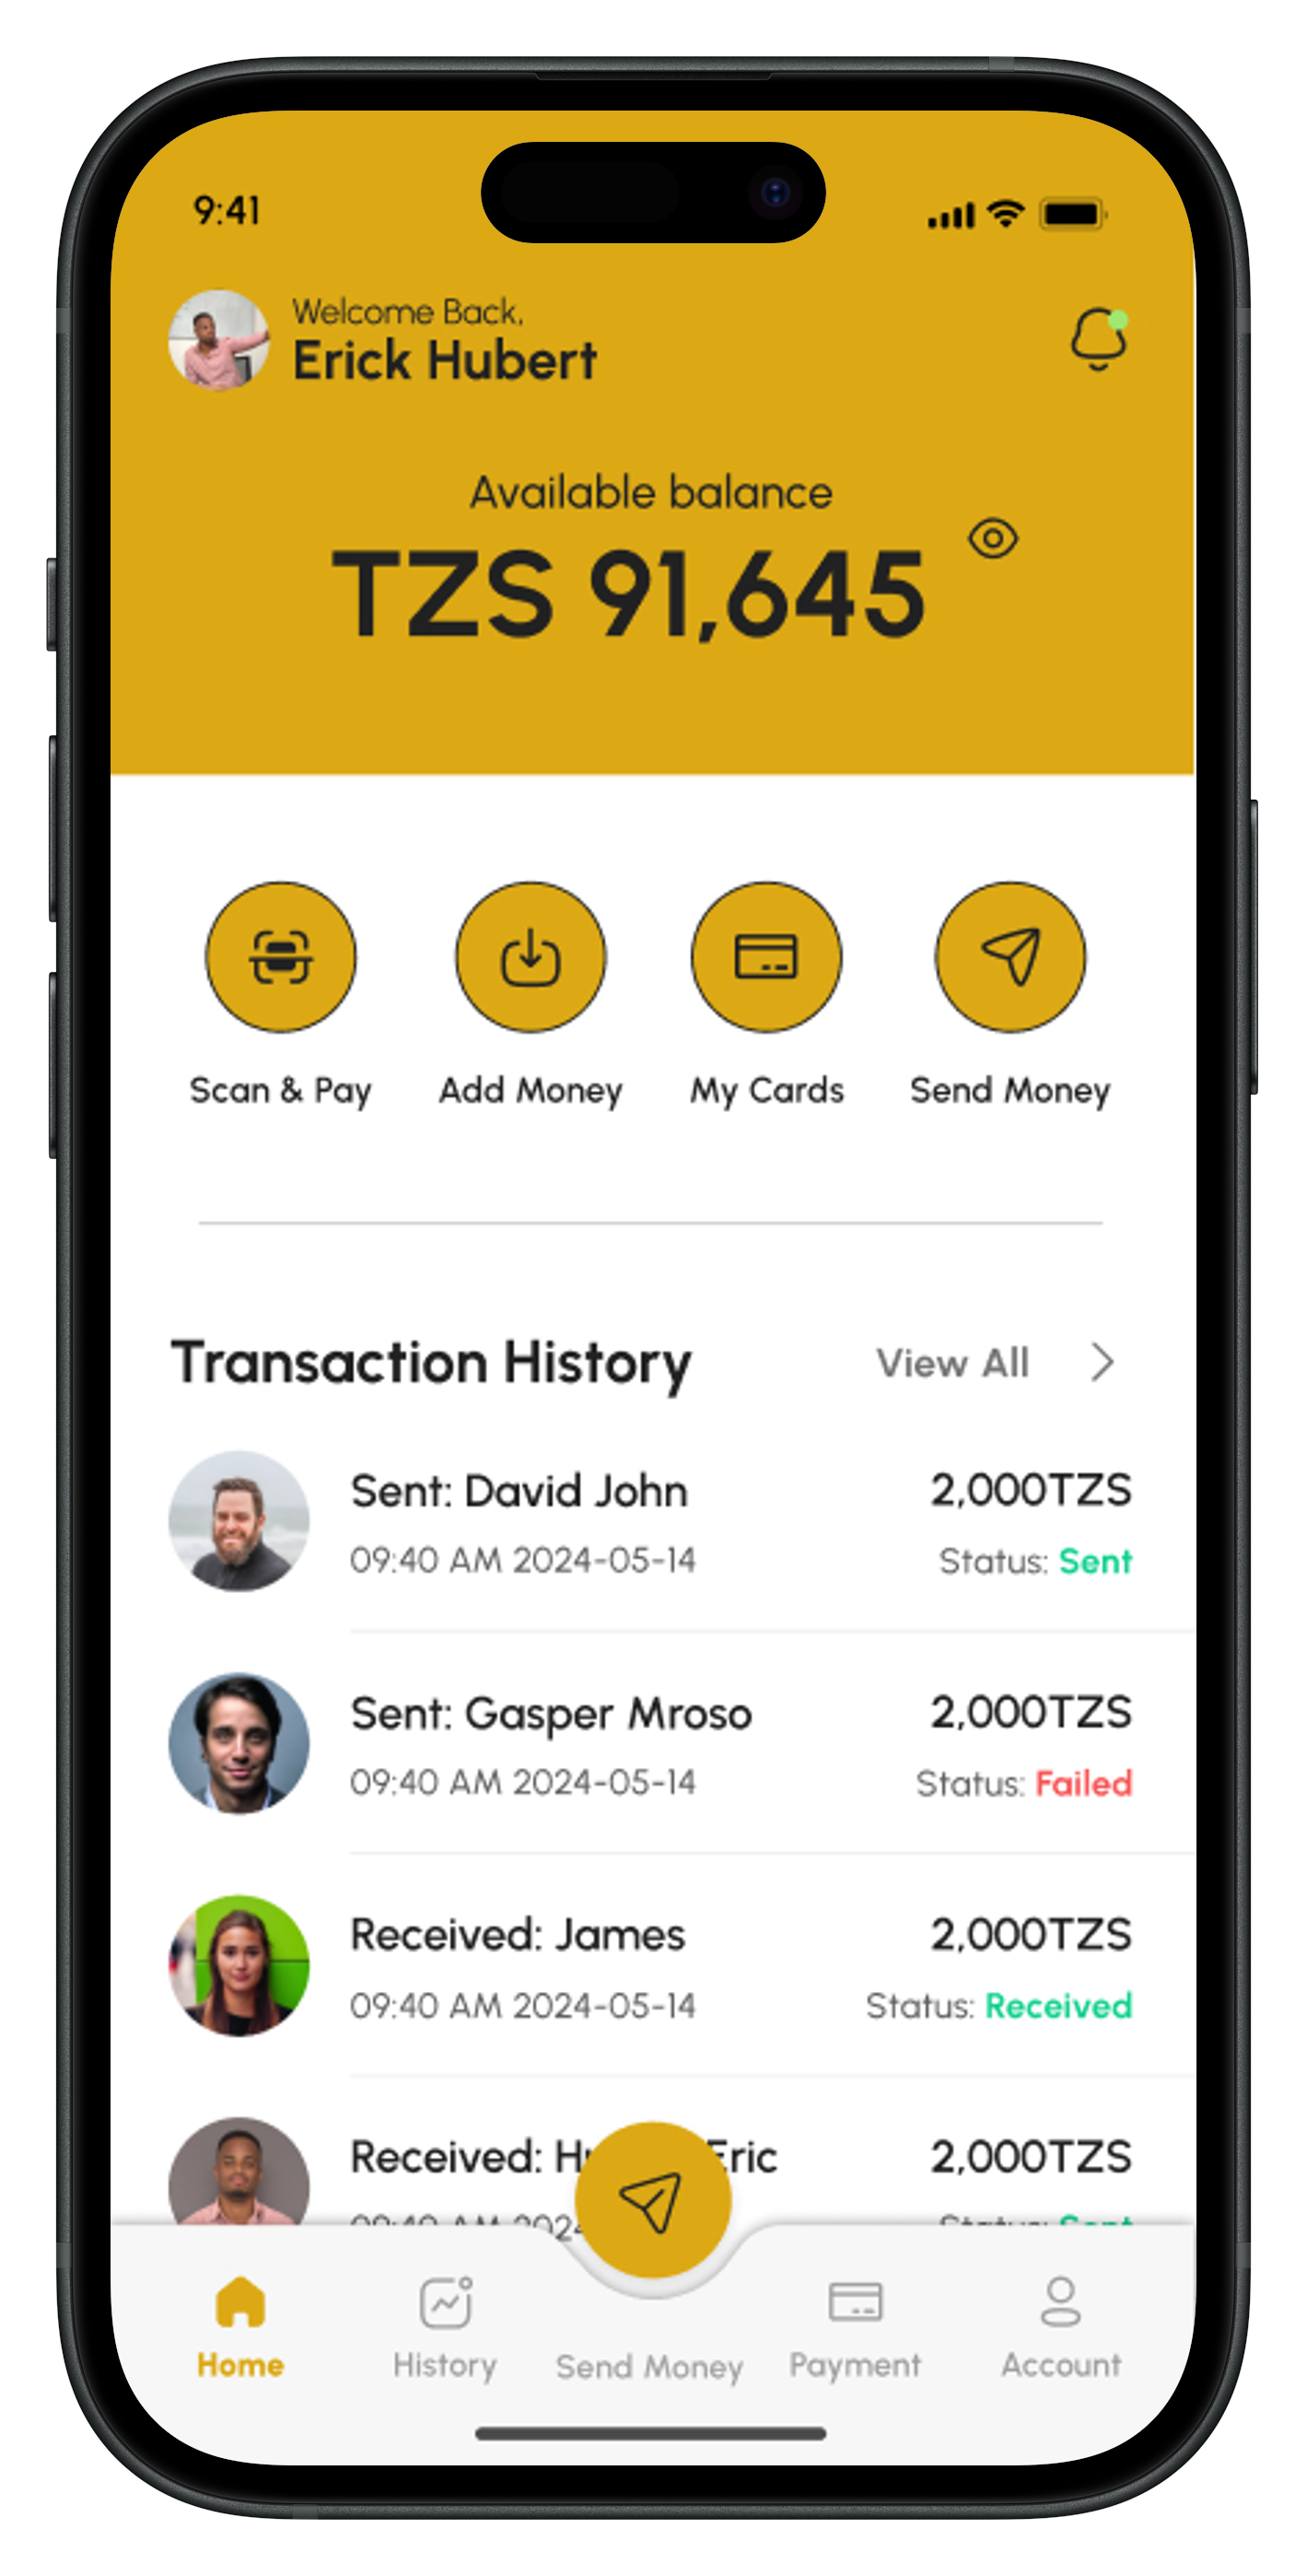 9:41
Welcome Back,
Erick Hubert
Available balance
TZS 91,645
Scan & Pay
Add Money
My Cards
Send Money
Transaction History
View All
Sent: David John
2,000TZS
09:40 AM 2024-05-14
Status: Sent
Sent: Gasper Mroso
2,000TZS
09:40 AM 2024-05-14
Status: Failed
Received: James
2,000TZS
09:40 AM 2024-05-14
Status: Received
Received: Eric
2,000TZS
Home
History
Send Money
Payment
Account